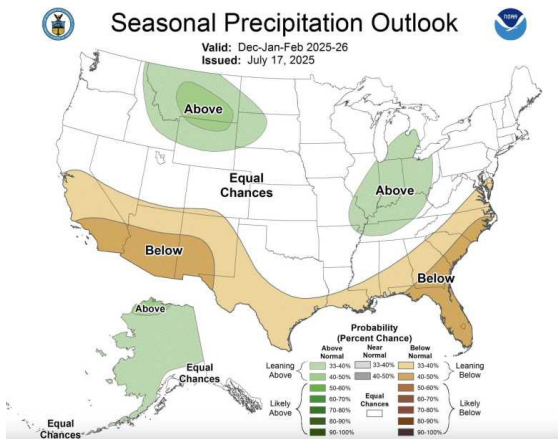 Seasonal Precipitation Outlook
noaa
Valid: Dec-Jan-Feb 2025-26
Issued: July 17, 2025
Above
Equal
Chances
Above
Below
Below
Above
Equal
Chances
Equal
Chances
Probability
(Percent Chance)
Above
Normal
Near
Normal
Below
Normal
Leaning
Above
33-40%
40-50%
Likely
Above
50-60%
60-70%
70-80%
80-90%
90-100%
33-40%
40-50%
Equal
Chances
33-40%
40-50%
Leaning
Below
50-60%
60-70%
70-80%
80-90%
90-100%
Likely
Below